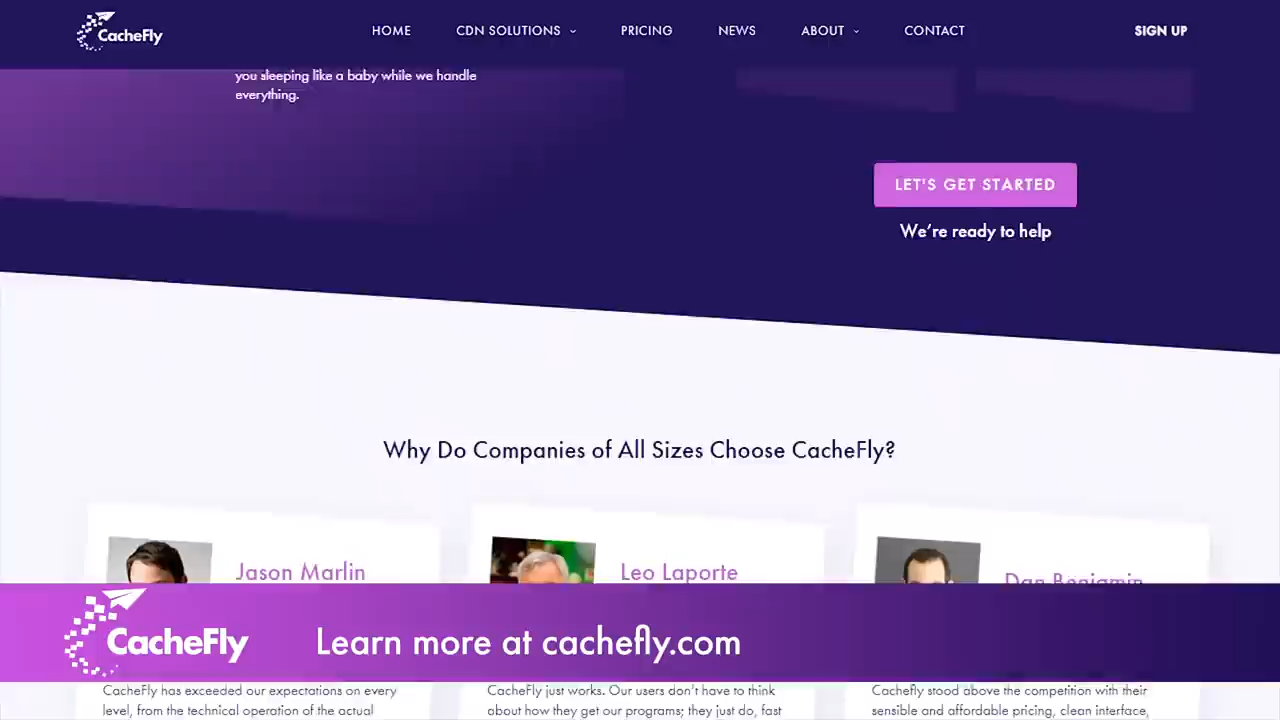 CacheFly
HOME
CDN SOLUTIONS
PRICING
NEWS
ABOUT
CONTACT
SIGN UP
you sleeping like a baby while we handle
everything.
LET'S GET STARTED
We're ready to help
Why Do Companies of All Sizes Choose CacheFly?
Jason Marlin
Leo Laporte
Dan Benjamin
CacheFly
Learn more at cachefly.com
CacheFly has exceeded our expectations on every
level, from the technical operation of the actual
CacheFly just works. Our users don't have to think
about how they get our programs; they just do, fast
Cachefly stood above the competition with their
sensible and affordable pricing, clean interface,